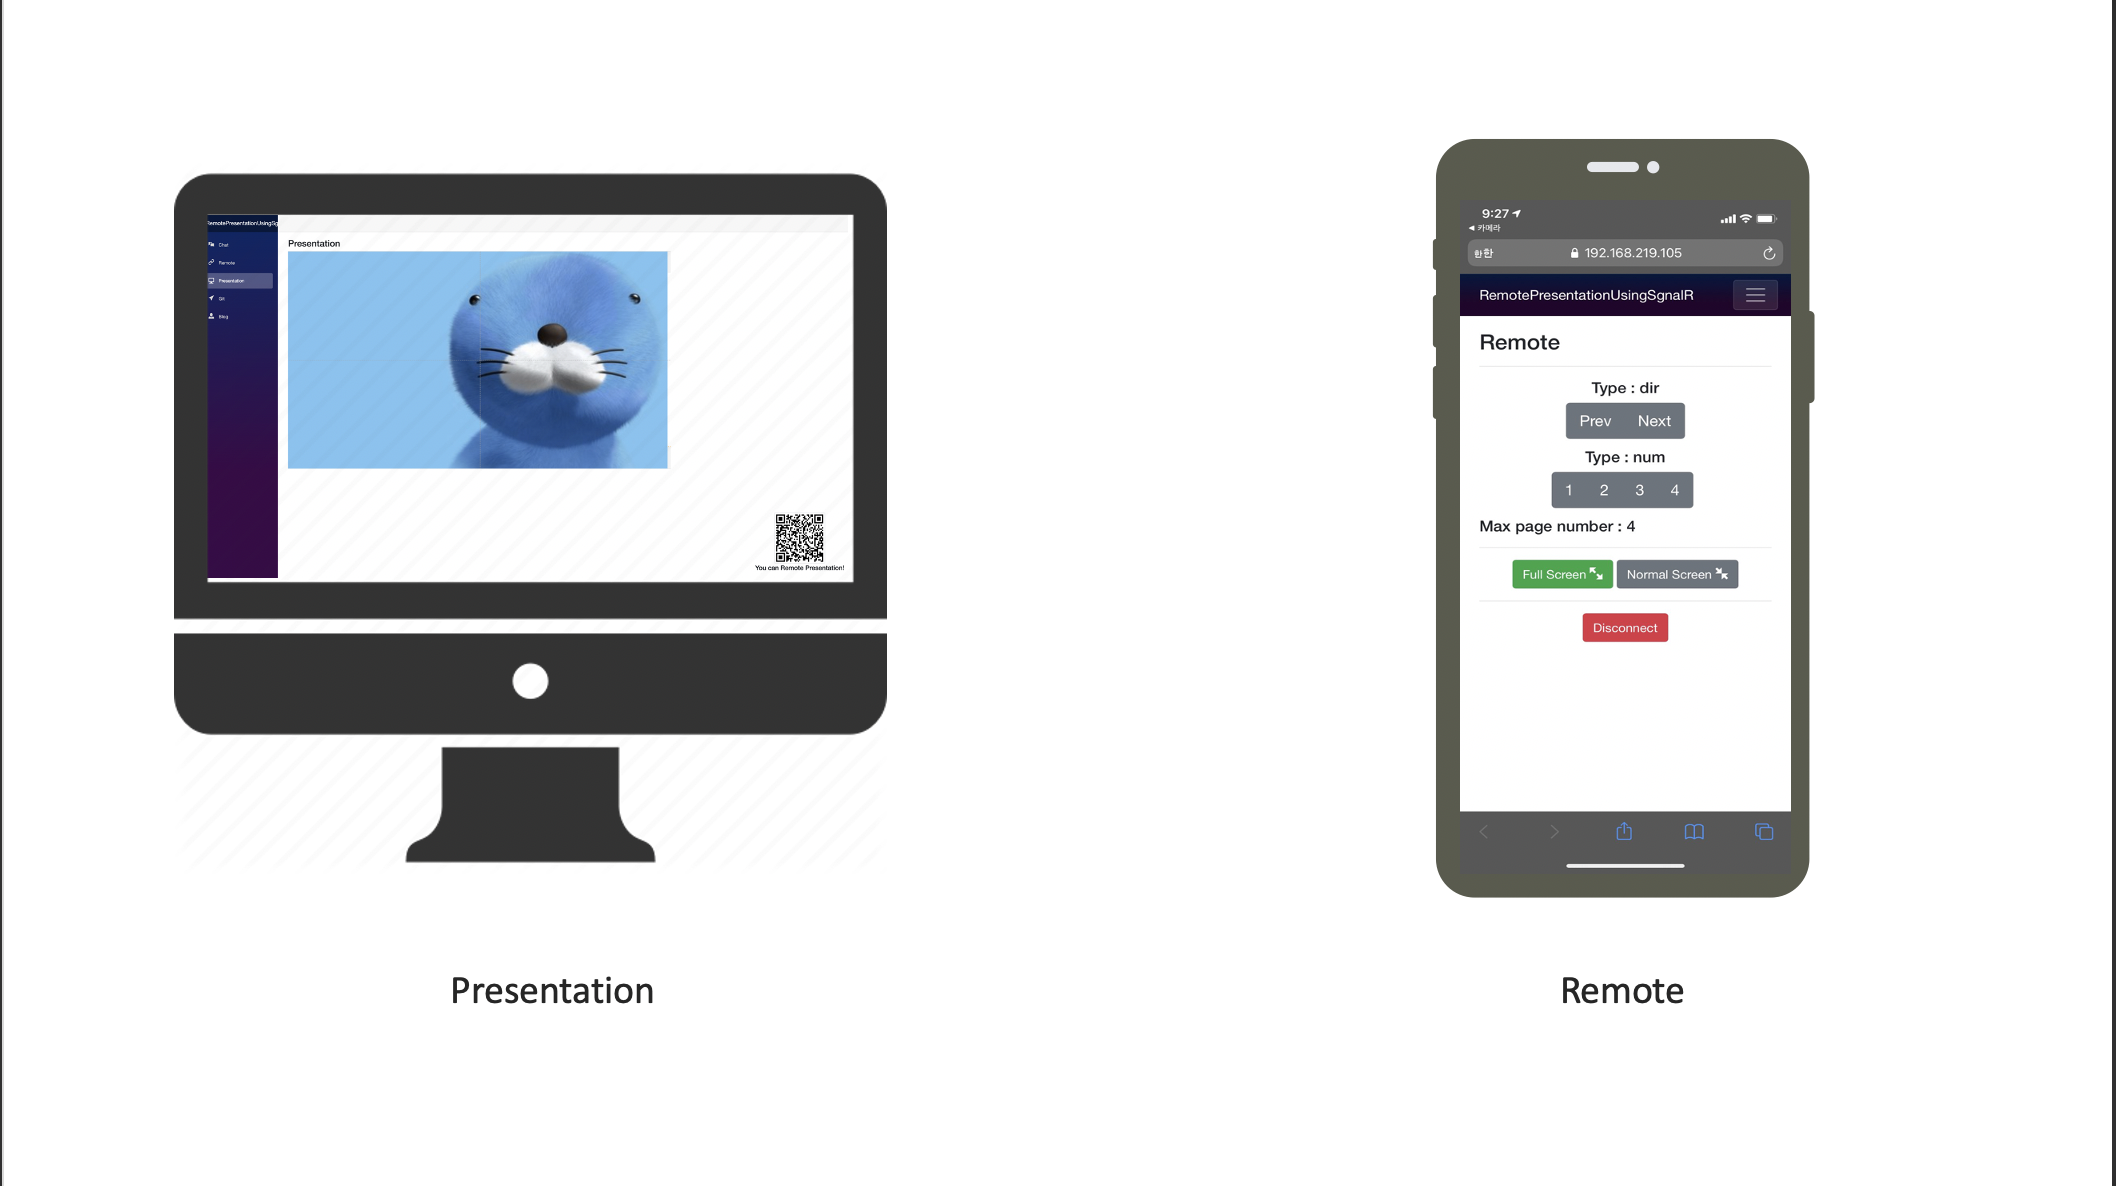 RemotePresentationUsingSg
Chat
Remote
Presentation
Git
Blog
Presentation
You can Remote Presentation!
Presentation
9:27
◀ 카메라
한한 192.168.219.105
RemotePresentationUsingSgnalR
Remote
Type : dir
Prev Next
Type : num
1 2 3 4
Max page number : 4
Full Screen Normal Screen
Disconnect
Remote